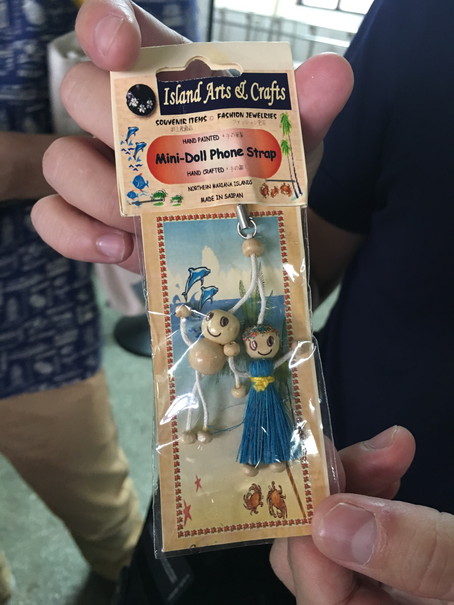 Island Arts & Crafts
SOUVENIR ITEMS FASHION JEWELRIES
HAND PAINTED
Mini-Doll Phone Strap
HAND CRAFTED
NORTHERN MARIANA ISLANDS
MADE IN SAIPAN